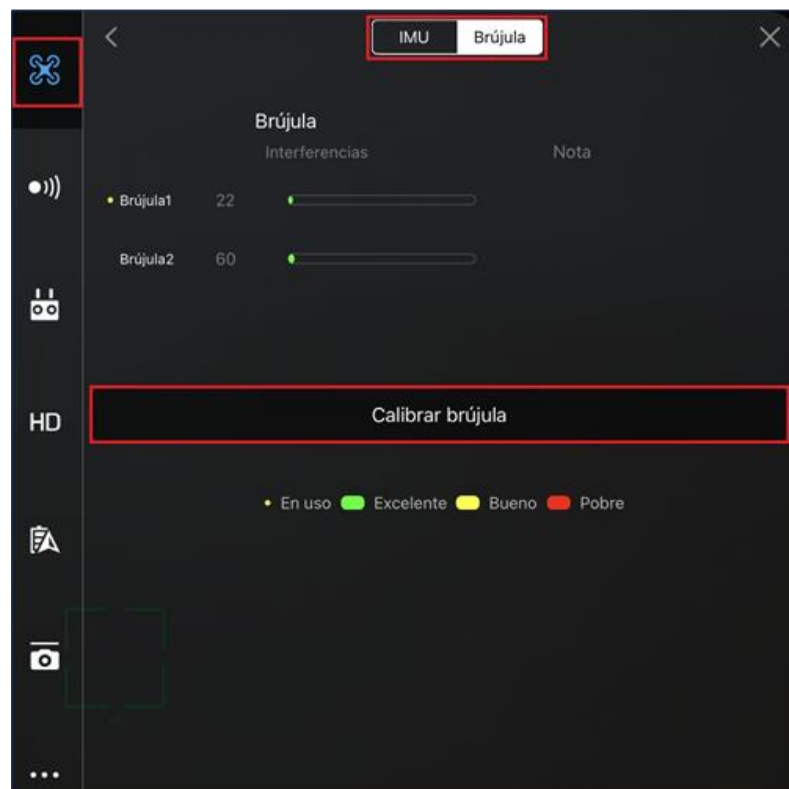 IMU Brújula
Brújula
Interferencias Nota
Brújula1 22
Brújula2 60
HD
Calibrar brújula
En uso Excelente Bueno Pobre